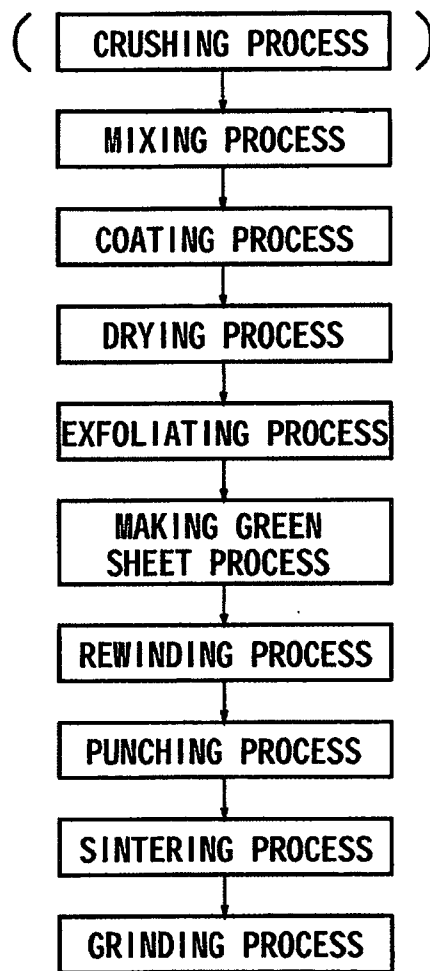 ( CRUSHING PROCESS )
MIXING PROCESS
COATING PROCESS
DRYING PROCESS
EXFOLIATING PROCESS
MAKING GREEN
SHEET PROCESS
REWINDING PROCESS
PUNCHING PROCESS
SINTERING PROCESS
GRINDING PROCESS